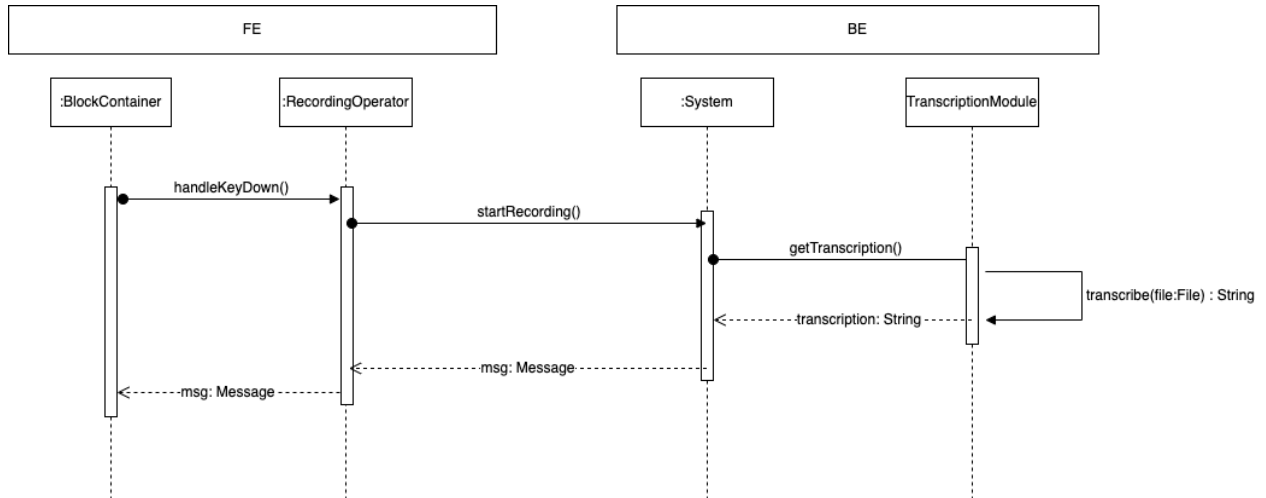 FE
BE
:BlockContainer
:RecordingOperator
:System
TranscriptionModule
handleKeyDown()
startRecording()
getTranscription()
transcribe(file:File) : String
transcription: String
msg: Message
msg: Message